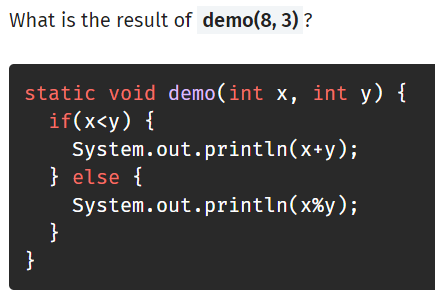 What is the result of demo(8, 3)?
static void demo(int x, int y) {
  if(x<y) {
    System.out.println(x+y);
  } else {
    System.out.println(x%y);
  }
}